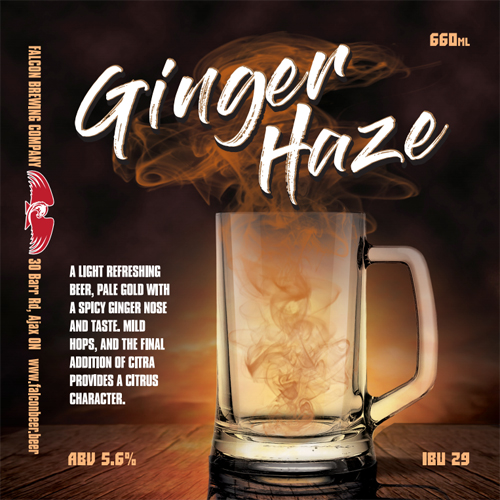 660ML
Ginger
Haze
FALCON BREWING COMPANY 30 Barr Rd, Ajax ON www.falconbeer.beer
A LIGHT REFRESHING
BEER, PALE GOLD WITH
A SPICY GINGER NOSE
AND TASTE. MILD
HOPS, AND THE FINAL
ADDITION OF CITRA
PROVIDES A CITRUS
CHARACTER.
ABV 5.6%
IBU 29